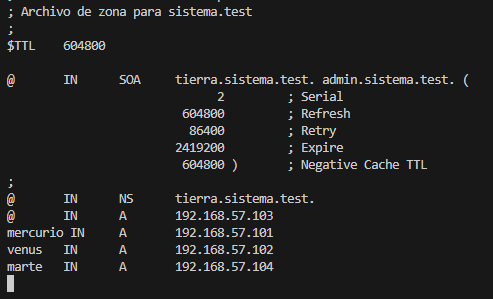 ;
; Archivo de zona para sistema.test
;
$TTL    604800
@       IN      SOA     tierra.sistema.test. admin.sistema.test. (
                              2         ; Serial
                         604800         ; Refresh
                          86400         ; Retry
                        2419200         ; Expire
                         604800 )       ; Negative Cache TTL
;
@       IN      NS      tierra.sistema.test.
@       IN      A       192.168.57.103
mercurio IN     A       192.168.57.101
venus   IN      A       192.168.57.102
marte   IN      A       192.168.57.104